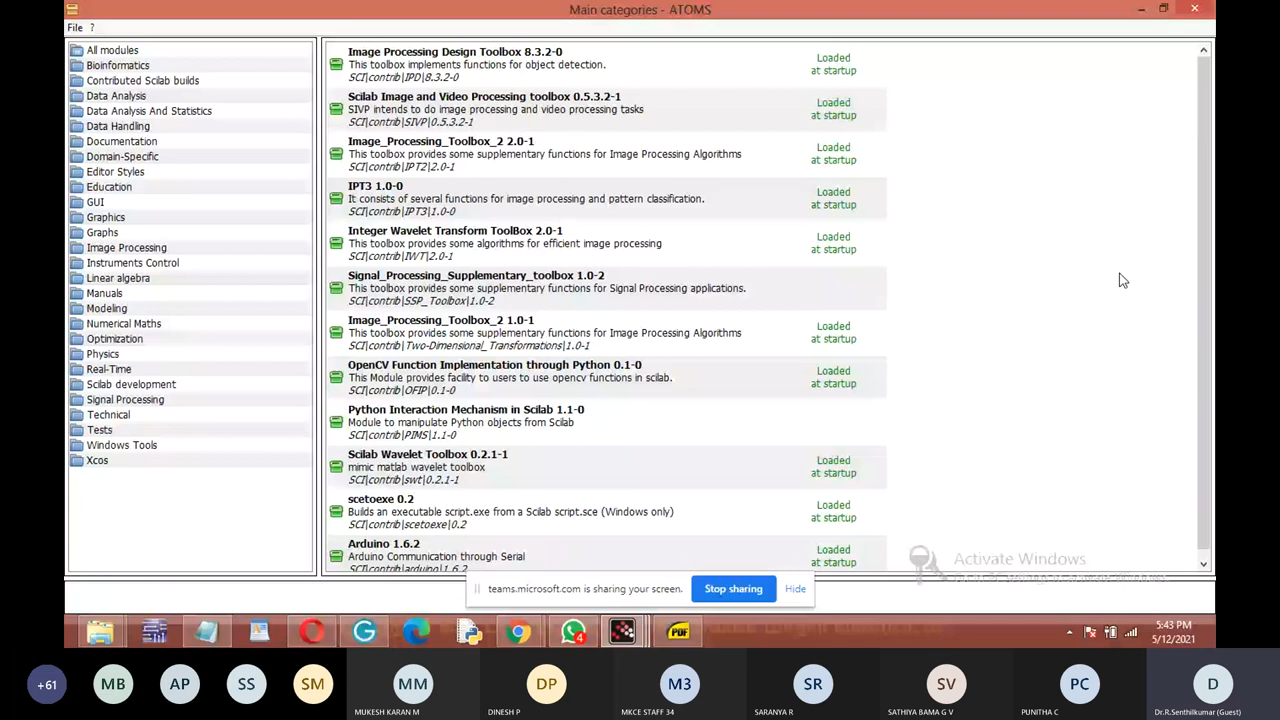 Main categories - ATOMS
File ?
All modules
Bioinformatics
Contributed Scilab builds
Data Analysis
Data Analysis And Statistics
Data Handling
Documentation
Domain-Specific
Editor Styles
Education
GUI
Graphics
Graphs
Image Processing
Instruments Control
Linear algebra
Manuals
Modeling
Numerical Maths
Optimization
Physics
Real-Time
Scilab development
Signal Processing
Technical
Tests
Windows Tools
Xcos
Image Processing Design Toolbox 8.3.2-0
This toolbox implements functions for object detection.
SCI\contrib\IPD\8.3.2-0
Loaded
at startup
Scilab Image and Video Processing toolbox 0.5.3.2-1
SIVP intends to do image processing and video processing tasks
SCI\contrib\SIVP\0.5.3.2-1
Loaded
at startup
Image_Processing_Toolbox_2 2.0-1
This toolbox provides some supplementary functions for Image Processing Algorithms
SCI\contrib\IPT2\2.0-1
Loaded
at startup
IPT3 1.0-0
It consists of several functions for image processing and pattern classification.
SCI\contrib\IPT3\1.0-0
Loaded
at startup
Integer Wavelet Transform ToolBox 2.0-1
This toolbox provides some algorithms for efficient image processing
SCI\contrib\IWT\2.0-1
Loaded
at startup
Signal_Processing_Supplementary_toolbox 1.0-2
This toolbox provides some supplementary functions for Signal Processing applications.
SCI\contrib\SSP_Toolbox\1.0-2
Image_Processing_Toolbox_2 1.0-1
This toolbox provides some supplementary functions for Image Processing Algorithms
SCI\contrib\Two-Dimensional_Transformations\1.0-1
Loaded
at startup
OpenCV Function Implementation through Python 0.1-0
This Module provides facility to users to use opencv functions in scilab.
SCI\contrib\OFIP\0.1-0
Loaded
at startup
Python Interaction Mechanism in Scilab 1.1-0
Module to manipulate Python objects from Scilab
SCI\contrib\PIMS\1.1-0
Scilab Wavelet Toolbox 0.2.1-1
mimic matlab wavelet toolbox
SCI\contrib\swt\0.2.1-1
Loaded
at startup
scetoexe 0.2
Builds an executable script.exe from a Scilab script.sce (Windows only)
SCI\contrib\scetoexe\0.2
Loaded
at startup
Arduino 1.6.2
Arduino Communication through Serial
SCI\contrib\arduino\1.6.2
Loaded
at startup
Activate Windows
teams.microsoft.com is sharing your screen.
Stop sharing
Hide
4
PDF
5:43 PM
5/12/2021
+61
MB
AP
SS
SM
MM
MUKESH KARAN M
DP
DINESH P
M3
MKCE STAFF 34
SR
SARANYA R
SV
SATHIYA BAMA G V
PC
PUNITHA C
D
Dr.R.Senthilkumar (Guest)